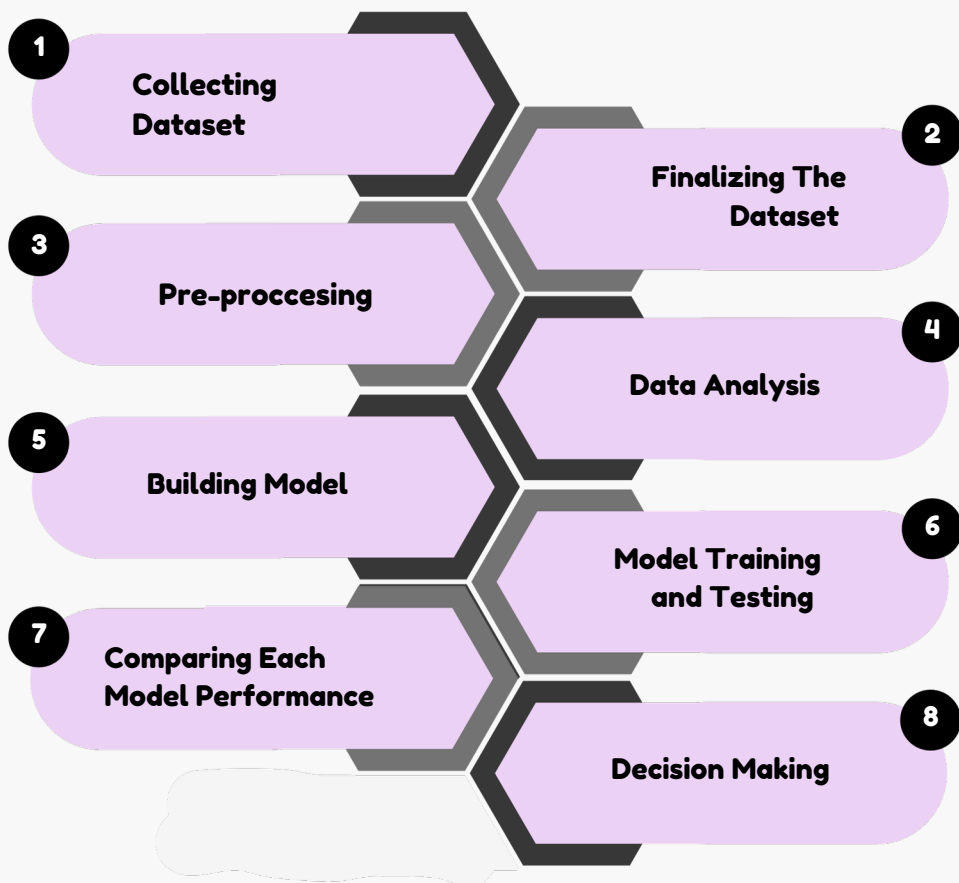 1
Collecting
Dataset
2
Finalizing The
Dataset
3
Pre-proccesing
4
Data Analysis
5
Building Model
6
Model Training
and Testing
7
Comparing Each
Model Performance
8
Decision Making